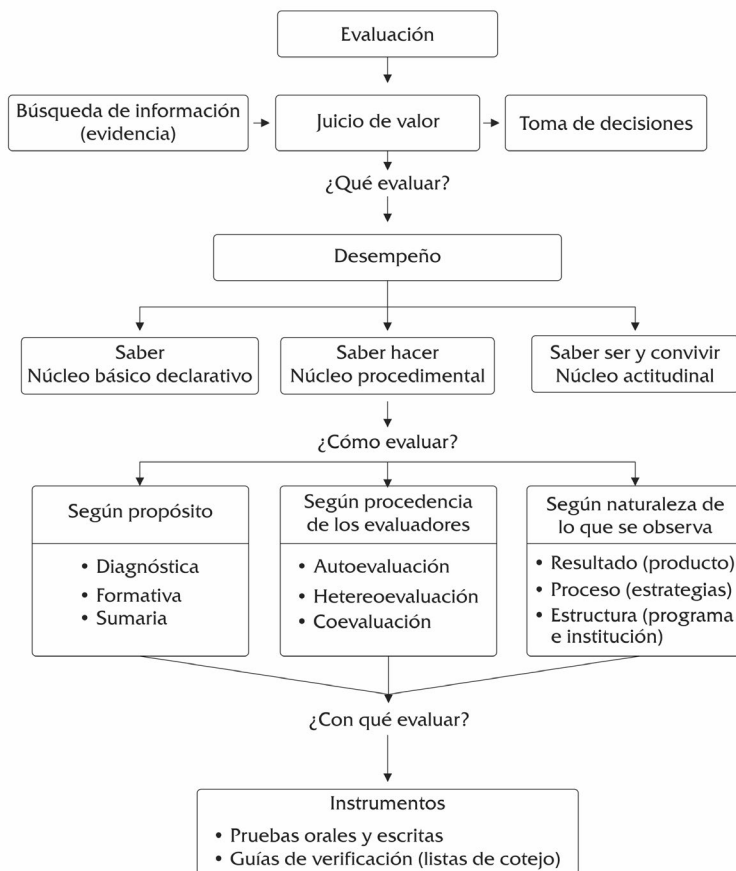 Evaluación
Búsqueda de información
(evidencia)
Juicio de valor
Toma de decisiones
¿Qué evaluar?
Desempeño
Saber
Núcleo básico declarativo
Saber hacer
Núcleo procedimental
Saber ser y convivir
Núcleo actitudinal
¿Cómo evaluar?
Según propósito
• Diagnóstica
• Formativa
• Sumaria
Según procedencia
de los evaluadores
• Autoevaluación
• Hetereoevaluación
• Coevaluación
Según naturaleza de
lo que se observa
• Resultado (producto)
• Proceso (estrategias)
• Estructura (programa
e institución)
¿Con qué evaluar?
Instrumentos
• Pruebas orales y escritas
• Guías de verificación (listas de cotejo)